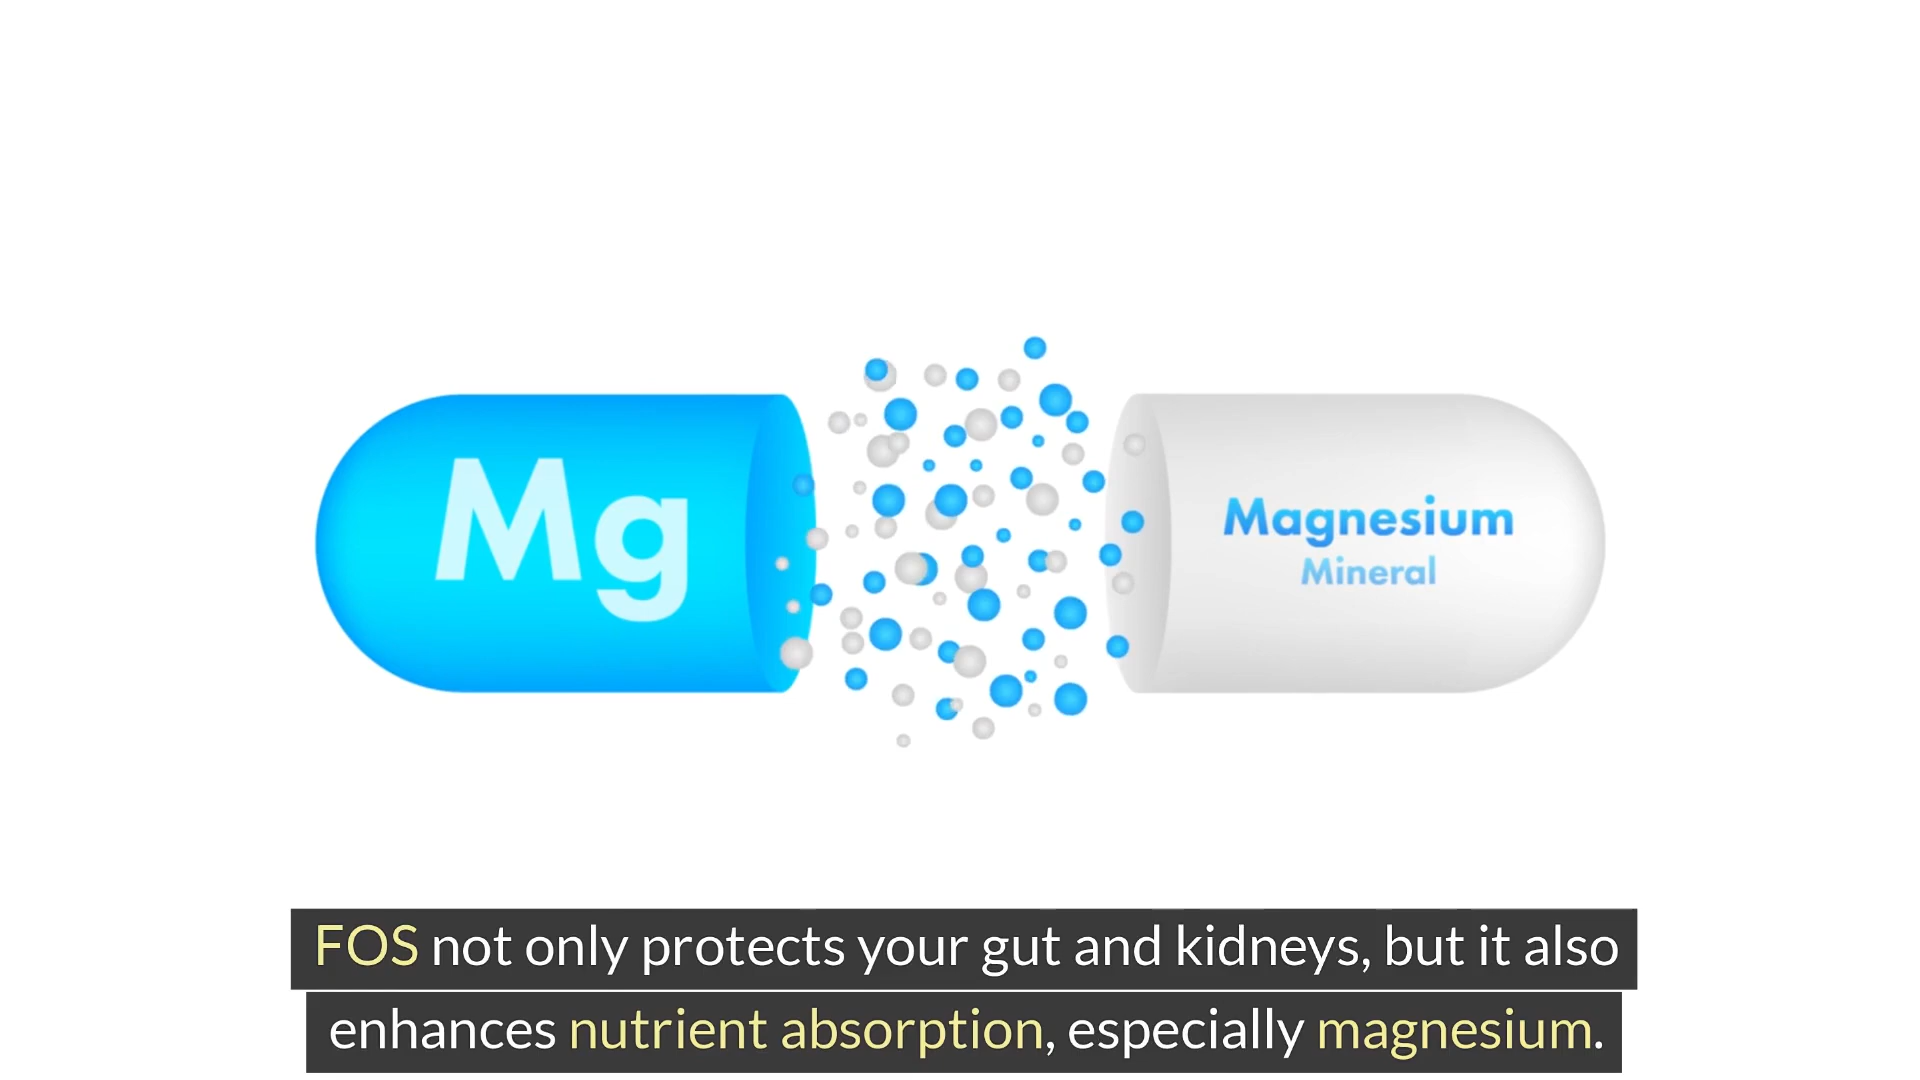 Mg
Magnesium
Mineral
FOS not only protects your gut and kidneys, but it also
enhances nutrient absorption, especially magnesium.